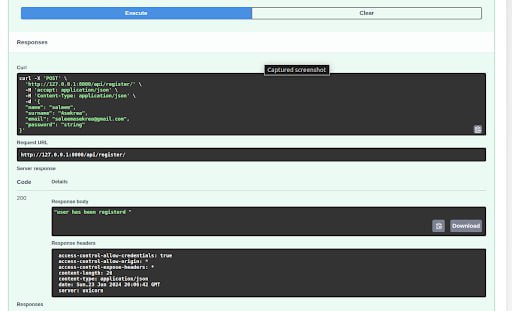 Execute
Clear
Responses
Captured screenshot
Curl
curl -X 'POST' \
'http://127.0.0.1:8000/api/register/' \
-H 'accept: application/json' \
-H 'Content-Type: application/json' \
-d '{
"name": "saleem",
"surname": "Asekrea",
"email": "saleemasekrea@gmail.com",
"password": "string"
}'
Request URL
http://127.0.0.1:8000/api/register/
Server response
Code
Details
200
Response body
"user has been registerd "
Download
Response headers
access-control-allow-credentials: true
access-control-allow-origin: *
access-control-expose-headers: *
content-length: 26
content-type: application/json
date: Sun,23 Jun 2024 20:06:42 GMT
server: uvicorn
Responses